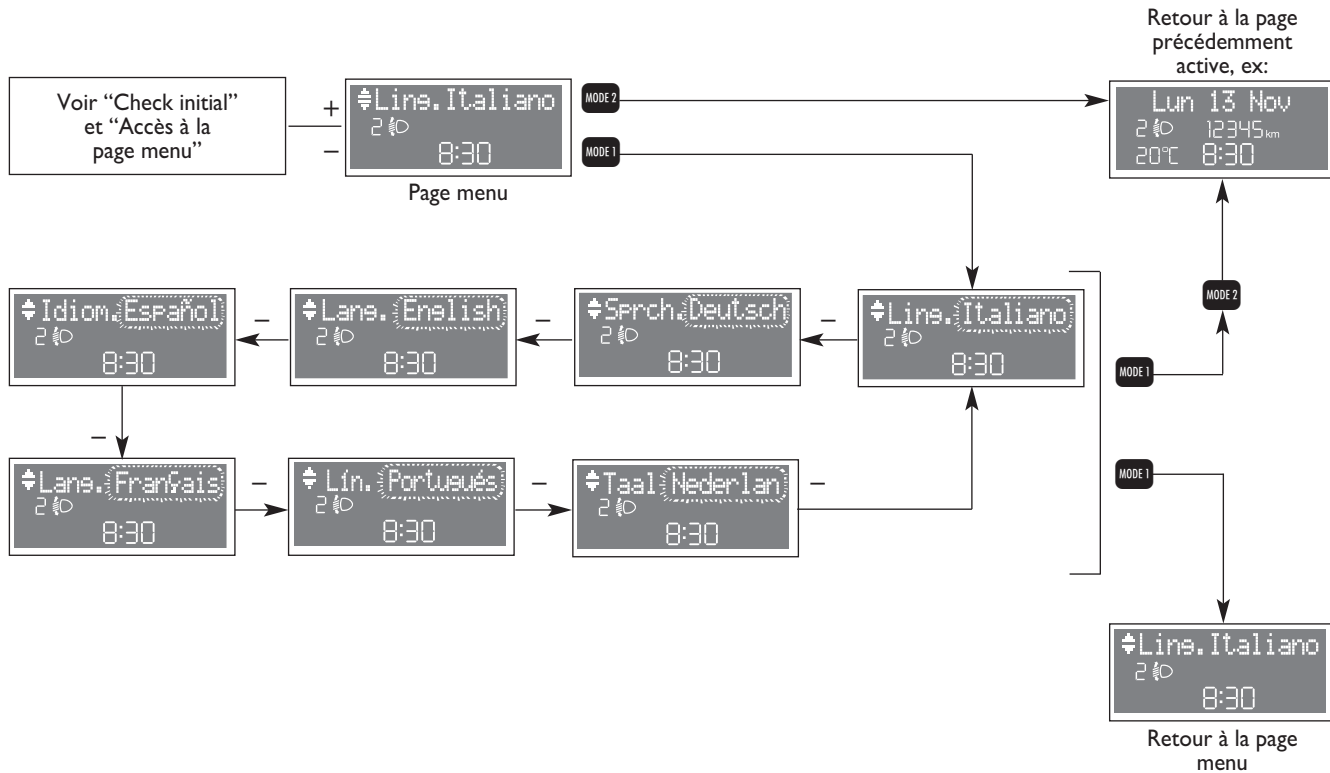 Retour à la page
précédemment
active, ex:
Voir “Check initial”
et “Accès à la
page menu”
+
–
Ling.Italiano
2
8:30
Page menu
MODE 2
MODE 1
Lun 13 Nov
2 12345 km
20°C 8:30
Idiom.Español
2
8:30
–
Lang. English
2
8:30
–
Sprch.Deutsch
2
8:30
–
Ling.Italiano
2
8:30
MODE 2
MODE 1
–
Lang.Français
2
8:30
–
Lín. Portugués
2
8:30
–
Taal Nederlan
2
8:30
–
MODE 1
Ling.Italiano
2
8:30
Retour à la page
menu